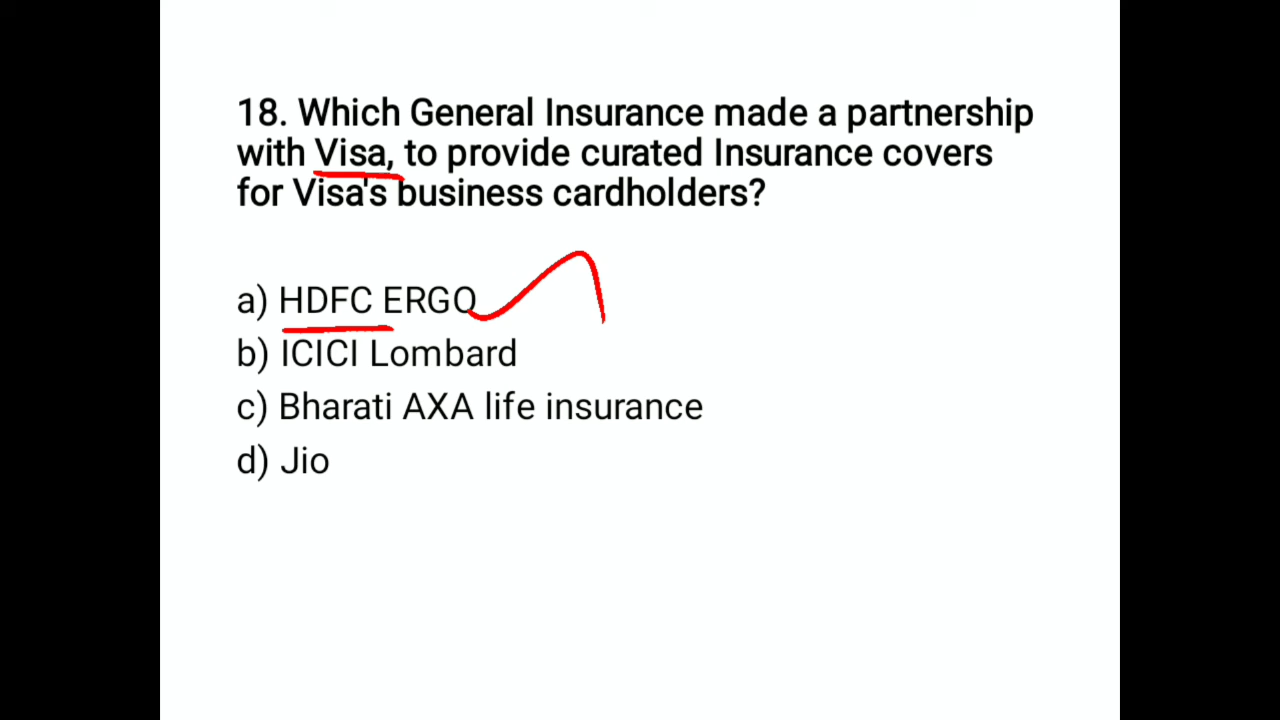 18. Which General Insurance made a partnership
with Visa, to provide curated Insurance covers
for Visa's business cardholders?
a) HDFC ERGO
b) ICICI Lombard
c) Bharati AXA life insurance
d) Jio